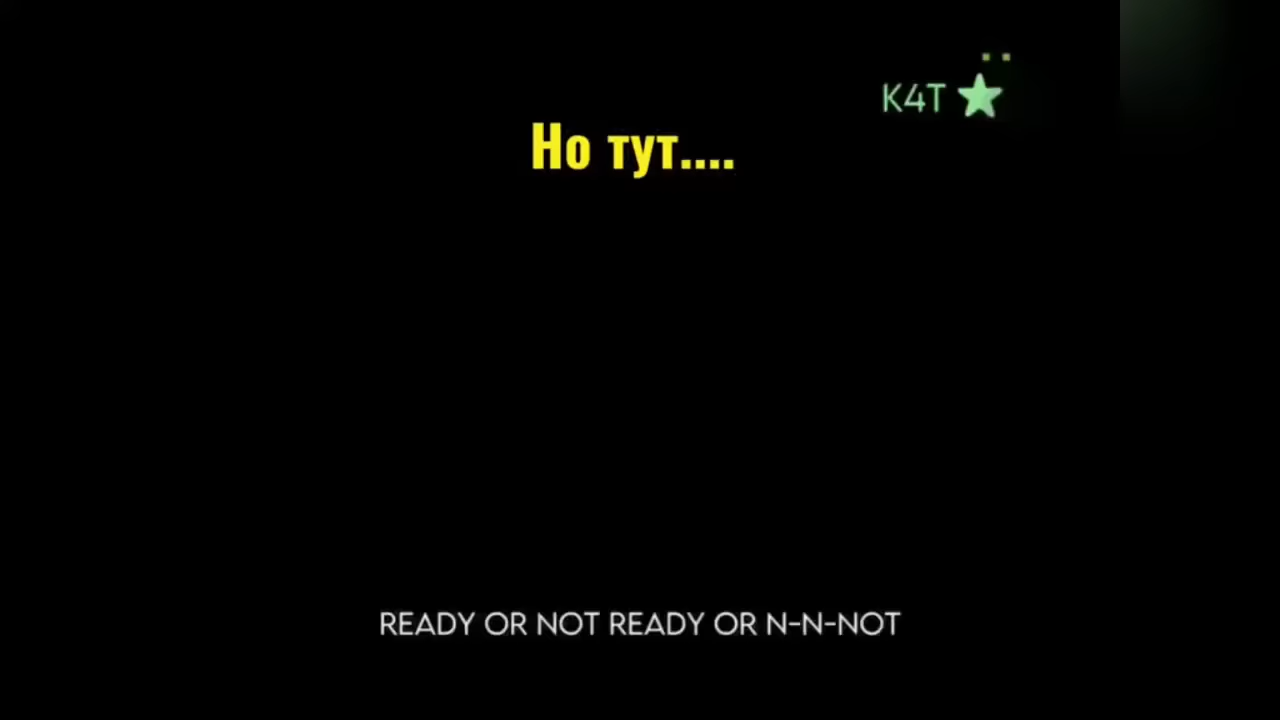 K4T
Но тут....
READY OR NOT READY OR N-N-NOT